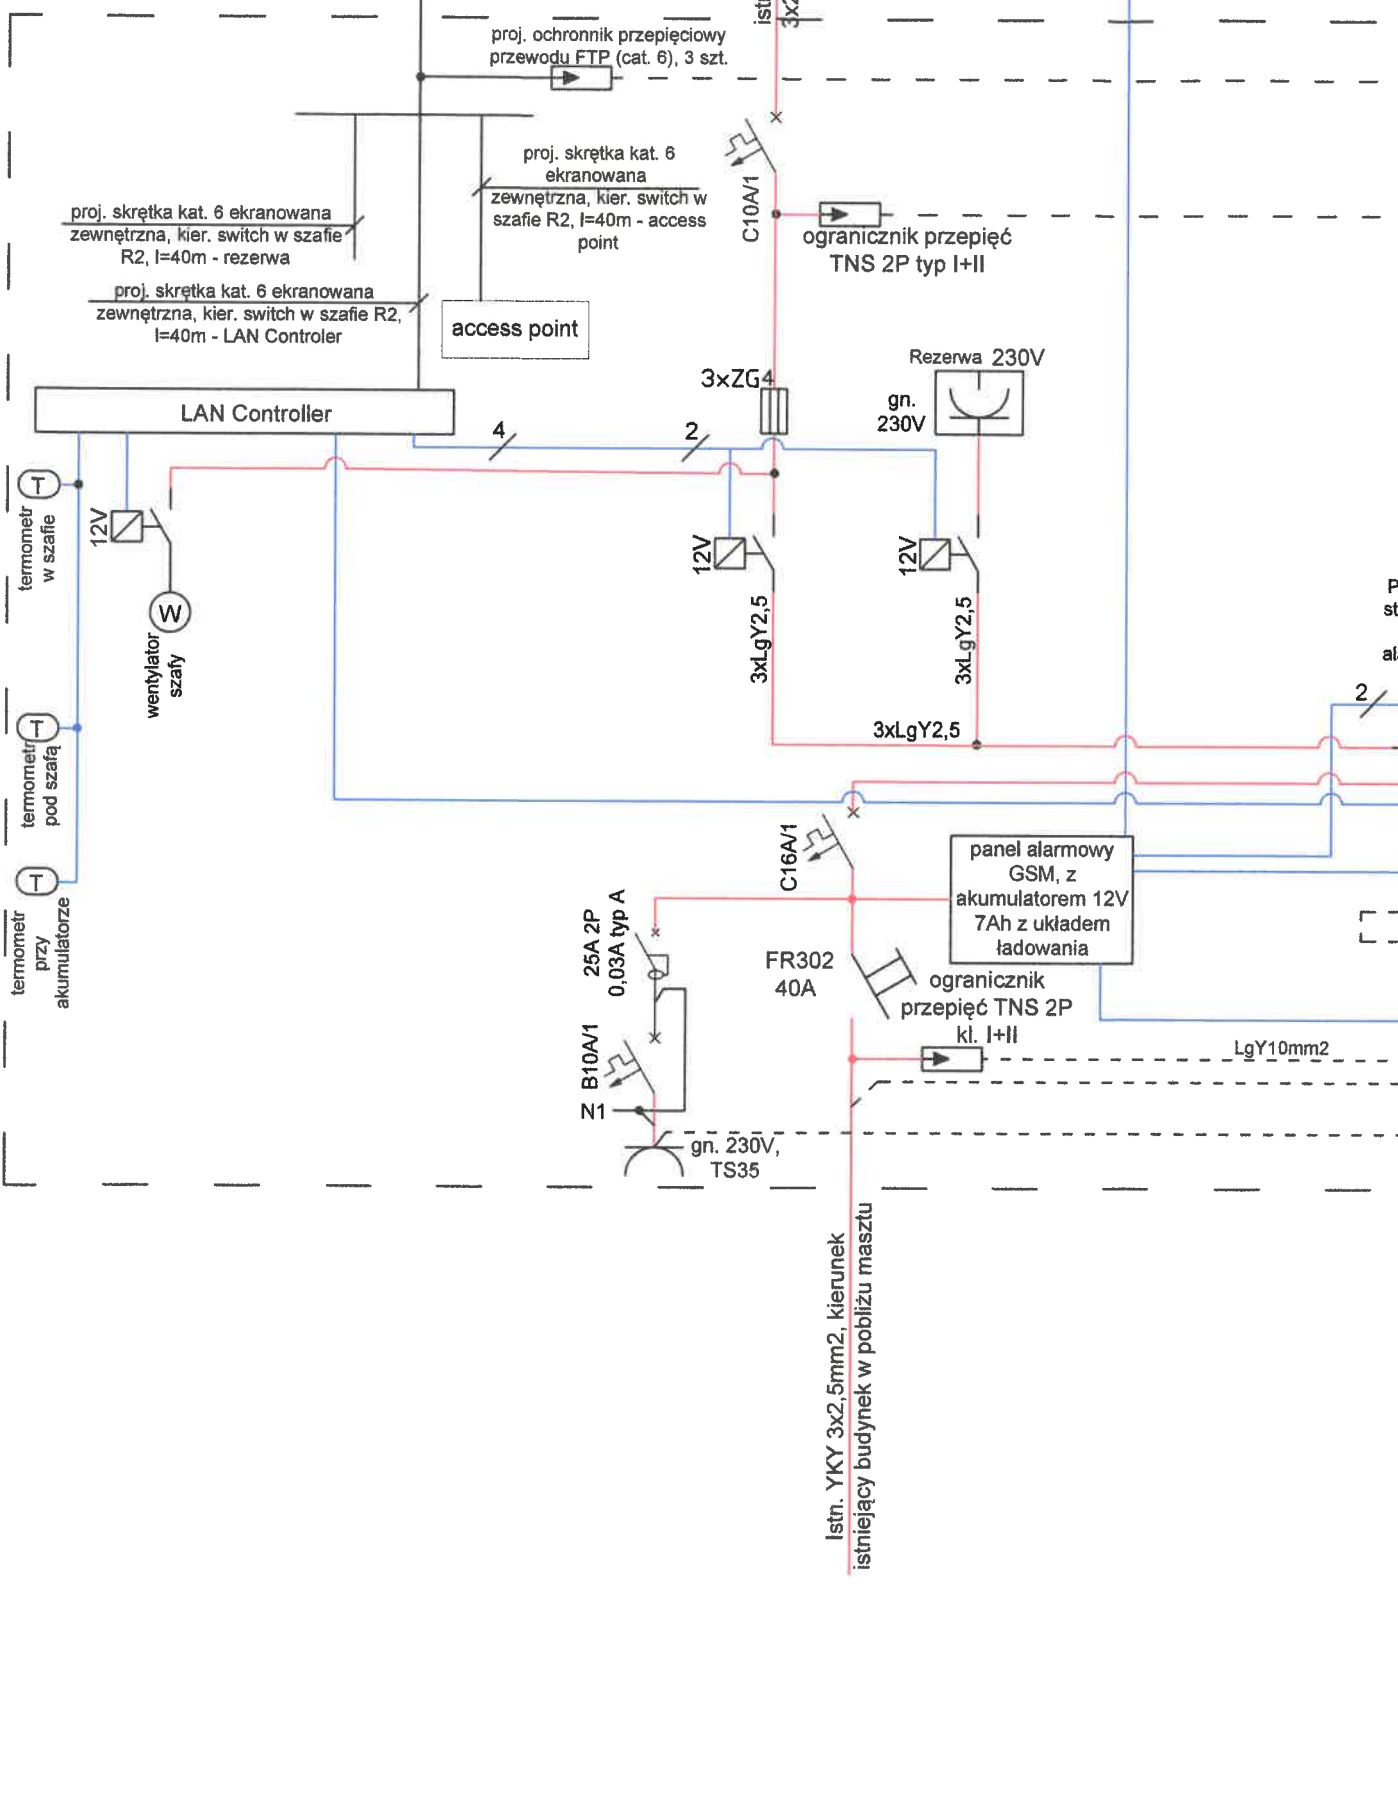 proj. ochronnik przepięciowy
przewodu FTP (cat. 6), 3 szt.
proj. skrętka kat. 6
ekranowana
zewnętrzna, kier. switch w
szafie R2, l=40m - access
point
proj. skrętka kat. 6 ekranowana
zewnętrzna, kier. switch w szafie
R2, l=40m - rezerwa
proj. skrętka kat. 6 ekranowana
zewnętrzna, kier. switch w szafie R2,
l=40m - LAN Controler
access point
C10A/1
ogranicznik przepięć
TNS 2P typ I+II
3xZG4
Rezerwa 230V
gn.
230V
LAN Controller
4
2
T
termometr
w szafie
12V
W
wentylator
szafy
12V
3xLgY2,5
12V
3xLgY2,5
3xLgY2,5
2
T
termometr
pod szafą
T
termometr
przy
akumulatorze
C16A/1
panel alarmowy
GSM, z
akumulatorem 12V
7Ah z układem
ładowania
25A 2P
0,03A typ A
FR302
40A
ogranicznik
przepięć TNS 2P
kl. I+II
LgY10mm2
B10A/1
N1
gn. 230V,
TS35
Istn. YKY 3x2,5mm2, kierunek
istniejący budynek w pobliżu masztu